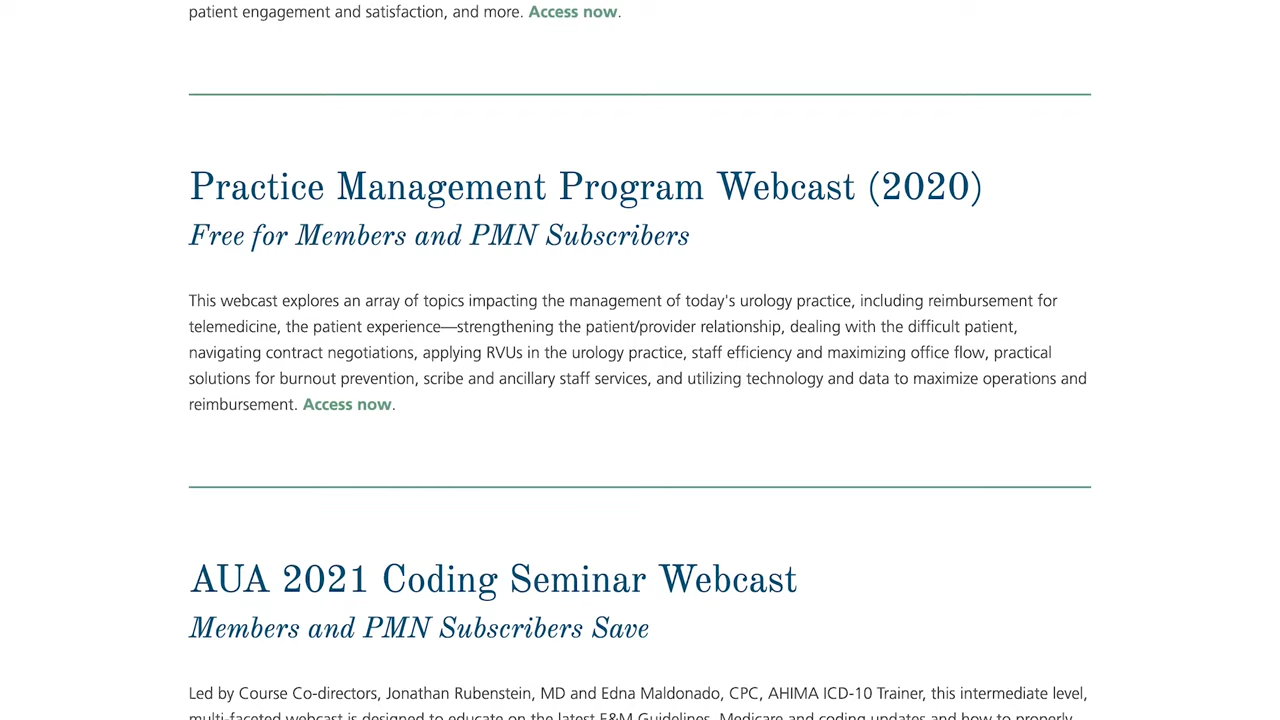 patient engagement and satisfaction, and more. Access now.
Practice Management Program Webcast (2020)
Free for Members and PMN Subscribers
This webcast explores an array of topics impacting the management of today's urology practice, including reimbursement for
telemedicine, the patient experience—strengthening the patient/provider relationship, dealing with the difficult patient,
navigating contract negotiations, applying RVUs in the urology practice, staff efficiency and maximizing office flow, practical
solutions for burnout prevention, scribe and ancillary staff services, and utilizing technology and data to maximize operations and
reimbursement. Access now.
AUA 2021 Coding Seminar Webcast
Members and PMN Subscribers Save
Led by Course Co-directors, Jonathan Rubenstein, MD and Edna Maldonado, CPC, AHIMA ICD-10 Trainer, this intermediate level,
multi-faceted webcast is designed to educate on the latest E&M Guidelines, Medicare and coding updates and how to properly